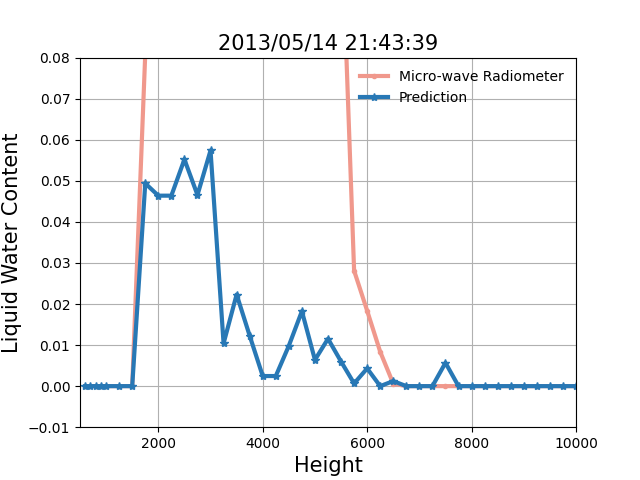 2013/05/14 21:43:39
Micro-wave Radiometer
Prediction
Liquid Water Content
0.08
0.07
0.06
0.05
0.04
0.03
0.02
0.01
0.00
−0.01
2000 4000 6000 8000 10000
Height